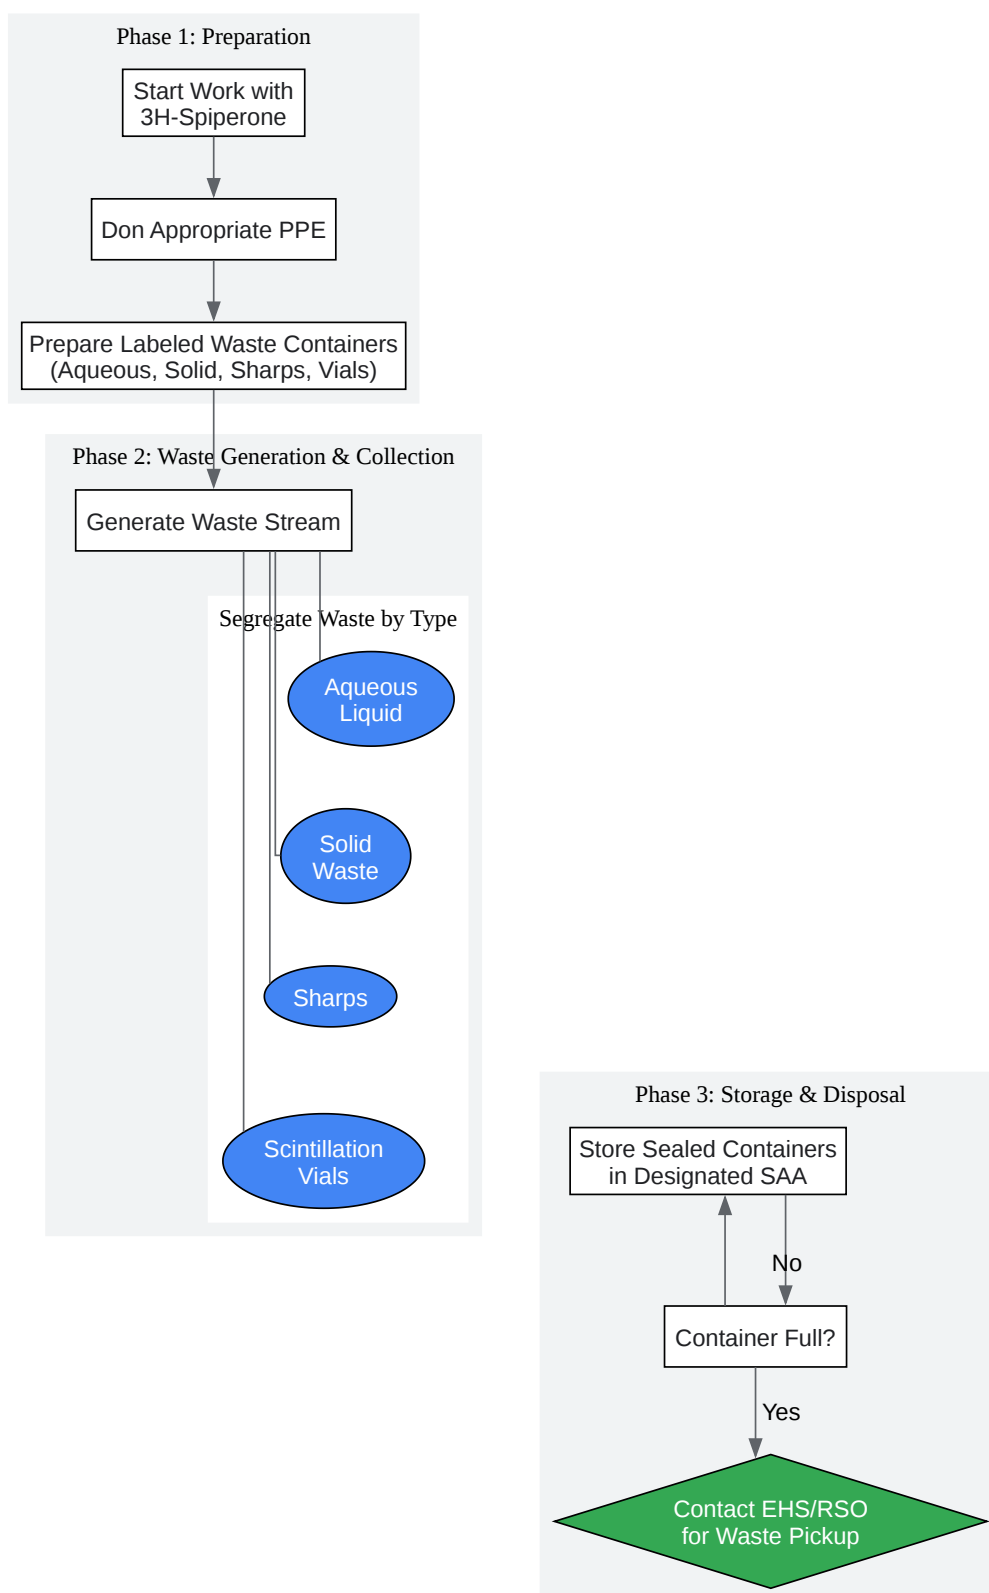 Phase 1: Preparation
Start Work with
3H-Spiperone
Don Appropriate PPE
Prepare Labeled Waste Containers
(Aqueous, Solid, Sharps, Vials)
Phase 2: Waste Generation & Collection
Generate Waste Stream
Segregate Waste by Type
Aqueous
Liquid
Solid
Waste
Sharps
Scintillation
Vials
Phase 3: Storage & Disposal
Store Sealed Containers
in Designated SAA
No
Container Full?
Yes
Contact EHS/RSO
for Waste Pickup